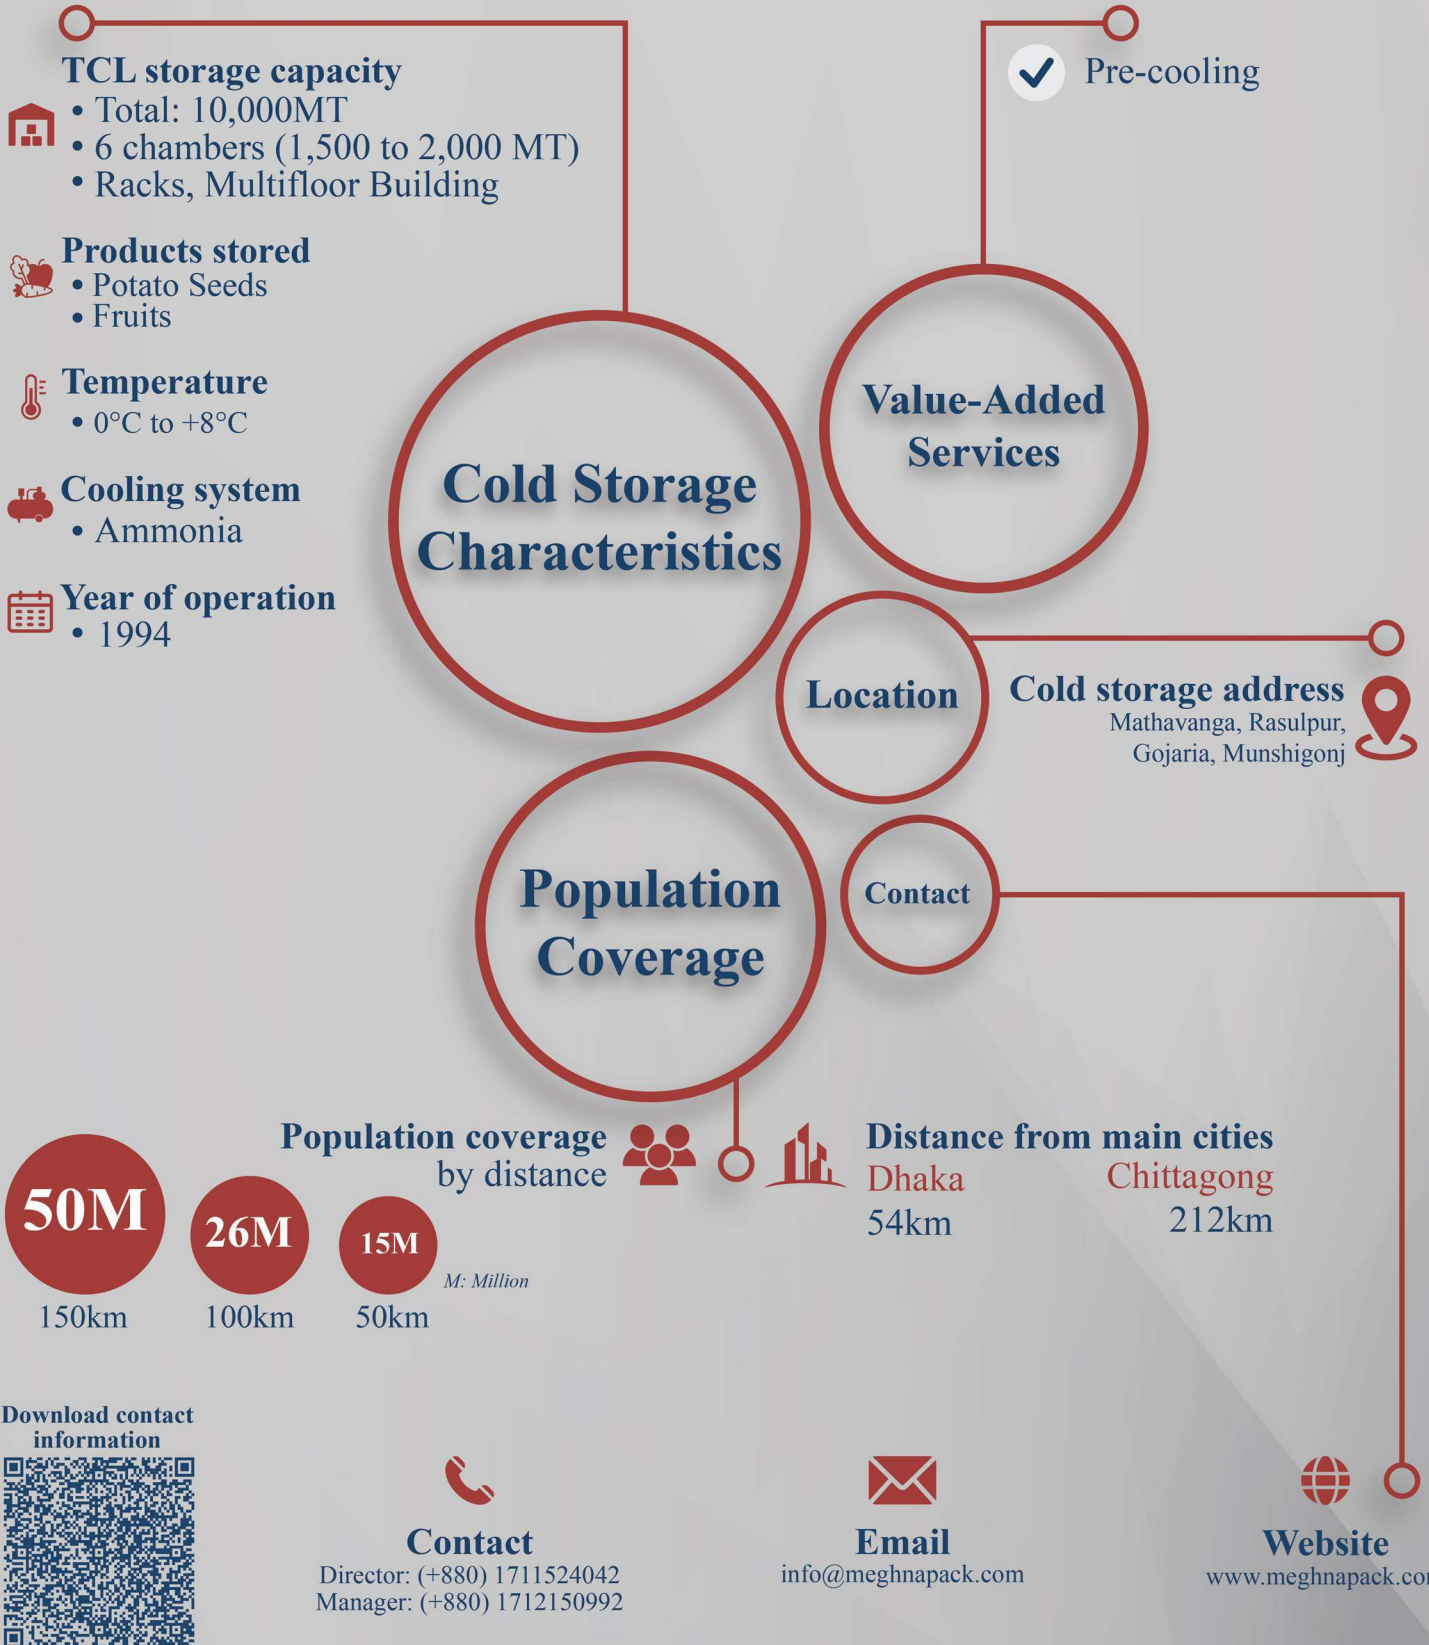 TCL storage capacity
• Total: 10,000MT
• 6 chambers (1,500 to 2,000 MT)
• Racks, Multifloor Building
Products stored
• Potato Seeds
• Fruits
Temperature
• 0°C to +8°C
Cooling system
• Ammonia
Year of operation
• 1994
Pre-cooling
Value-Added
Services
Cold Storage
Characteristics
Location
Cold storage address
Mathavanga, Rasulpur,
Gojaria, Munshigonj
Population
Coverage
Contact
Population coverage
by distance
50M
26M
15M
M: Million
150km
100km
50km
Distance from main cities
Dhaka
Chittagong
54km
212km
Download contact
information
Contact
Director: (+880) 1711524042
Manager: (+880) 1712150992
Email
info@meghnapack.com
Website
www.meghnapack.co